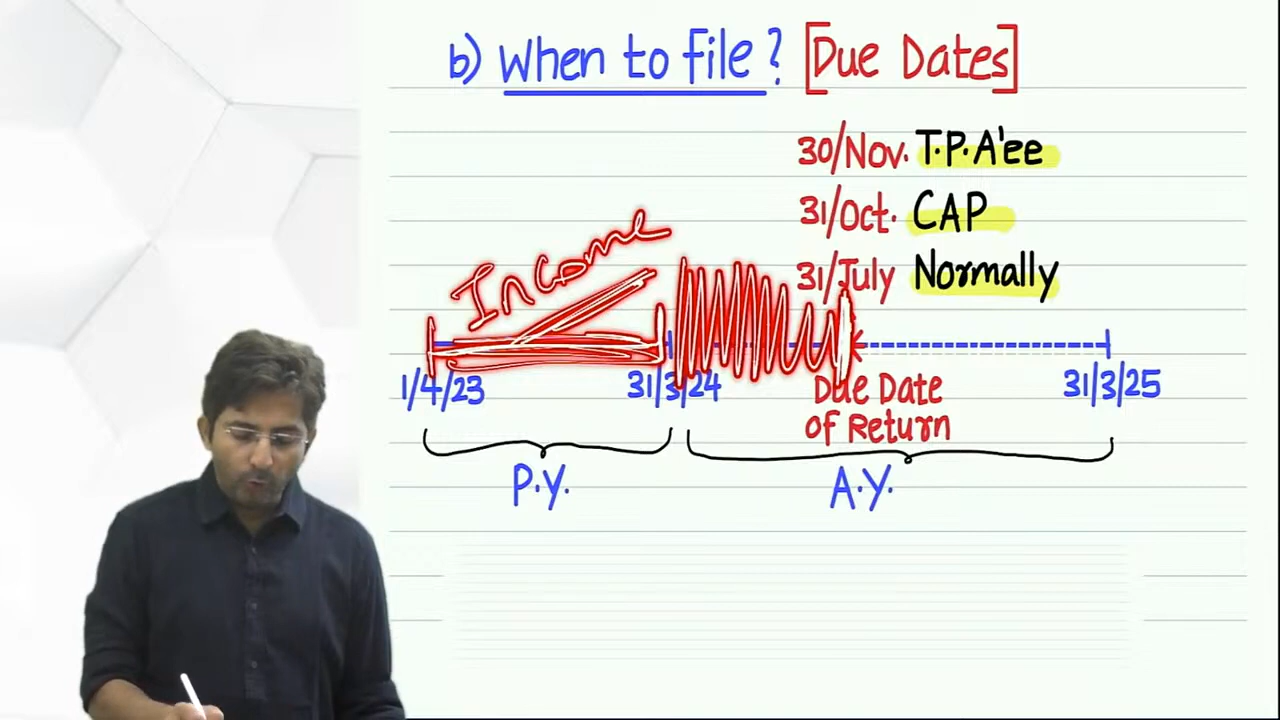 b) When to file? [Due Dates]
30/Nov. T.P.A'ee
31/Oct. CAP
31/July Normally
Income
1/4/23 31/3/24 31/3/25
Due Date
of Return
P.Y. A.Y.